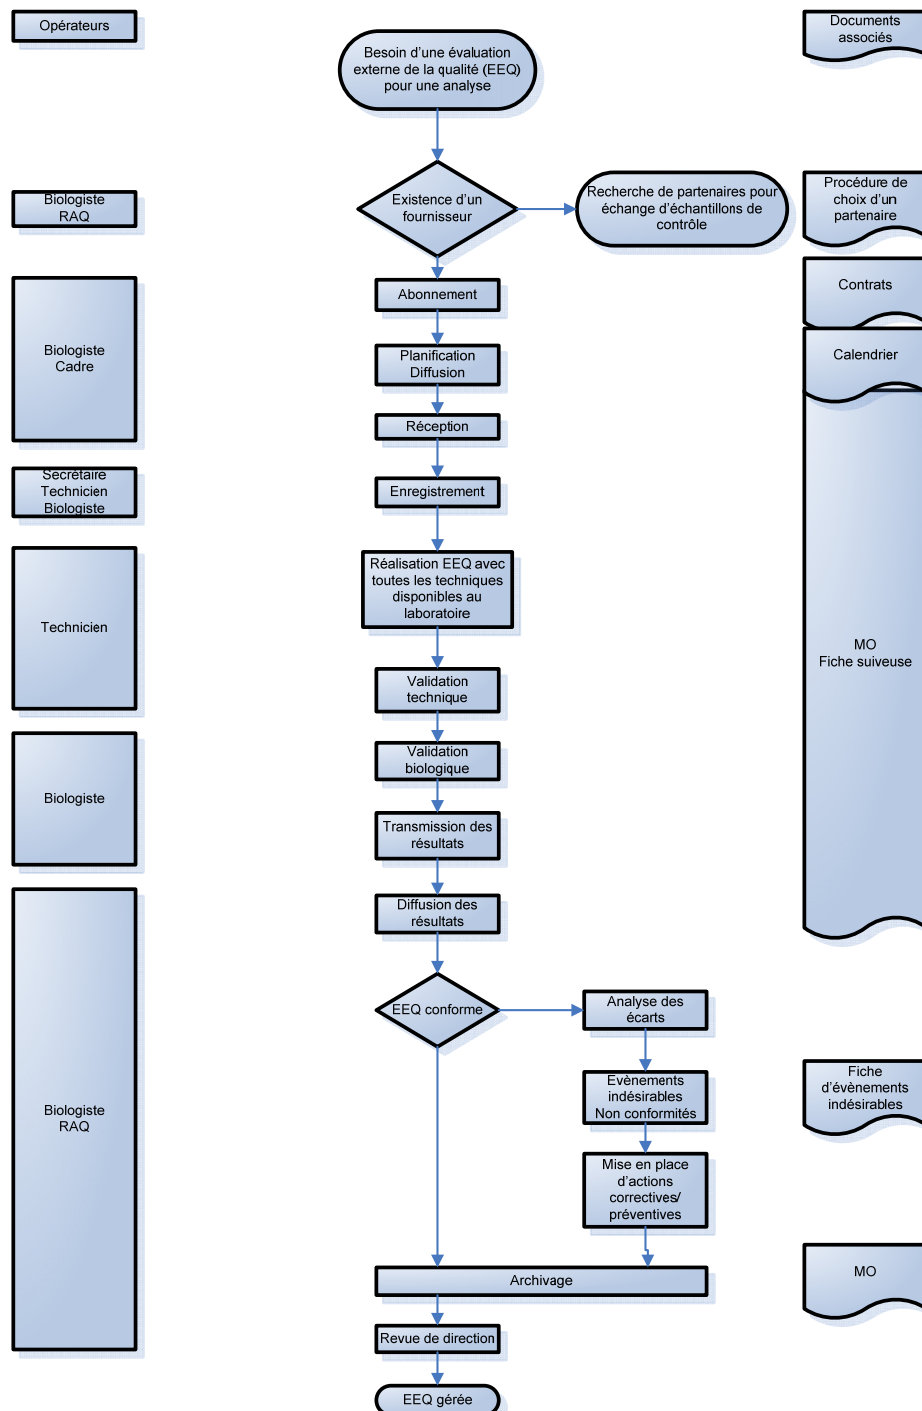 Opérateurs
Documents
associés
Besoin d'une évaluation
externe de la qualité (EEQ)
pour une analyse
Biologiste
RAQ
Existence d'un
fournisseur
Recherche de partenaires pour
échange d'échantillons de
contrôle
Procédure de
choix d'un
partenaire
Abonnement
Contrats
Biologiste
Cadre
Planification
Diffusion
Calendrier
Réception
Secrétaire
Technicien
Biologiste
Enregistrement
Réalisation EEQ avec
toutes les techniques
disponibles au
laboratoire
Technicien
MO
Fiche suiveuse
Validation
technique
Validation
biologique
Biologiste
Transmission des
résultats
Diffusion des
résultats
EEQ conforme
Analyse des
écarts
Biologiste
RAQ
Evènements
indésirables
Non conformités
Fiche
d'évènements
indésirables
Mise en place
d'actions
correctives/
préventives
Archivage
MO
Revue de direction
EEQ gérée